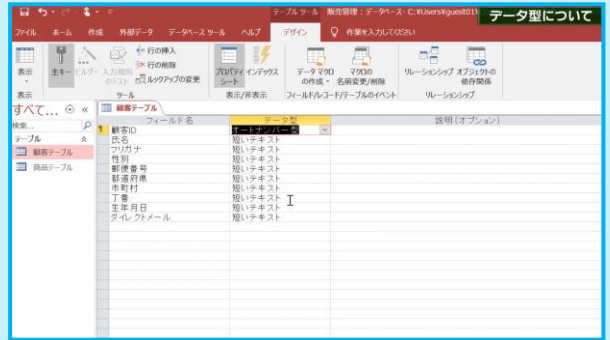 テーブル ツール 販売管理：データベース- C:¥Users¥guest01¥
データ型について
ファイル ホーム 作成 外部データ データベース ツール ヘルプ デザイン 作業を入力してください
表示 主キー ビルダー 入力規則のテスト 行の挿入 行の削除 ルックアップの変更 プロパティシート インデックス データ マクロの作成 マクロの名前変更/削除 リレーションシップ オブジェクトの依存関係
表示 ツール 表示/非表示 フィールド/レコード/テーブルのイベント リレーションシップ
すべて... 顧客テーブル
検索... フィールド名 データ型 説明(オプション)
テーブル 顧客ID オートナンバー型
顧客テーブル 氏名 短いテキスト
商品テーブル フリガナ 短いテキスト
性別 短いテキスト
郵便番号 短いテキスト
都道府県 短いテキスト
市町村 短いテキスト
丁番 短いテキスト
生年月日 短いテキスト
ダイレクトメール 短いテキスト